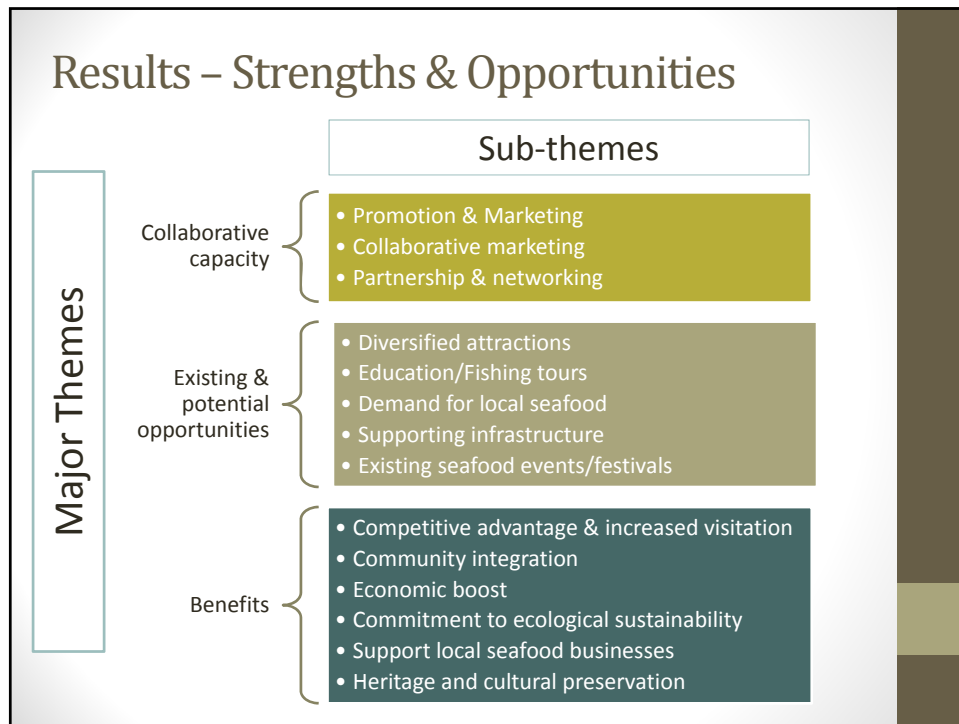 Results – Strengths & Opportunities
Sub-themes
Major Themes
Collaborative
capacity
• Promotion & Marketing
• Collaborative marketing
• Partnership & networking
Existing &
potential
opportunities
• Diversified attractions
• Education/Fishing tours
• Demand for local seafood
• Supporting infrastructure
• Existing seafood events/festivals
Benefits
• Competitive advantage & increased visitation
• Community integration
• Economic boost
• Commitment to ecological sustainability
• Support local seafood businesses
• Heritage and cultural preservation